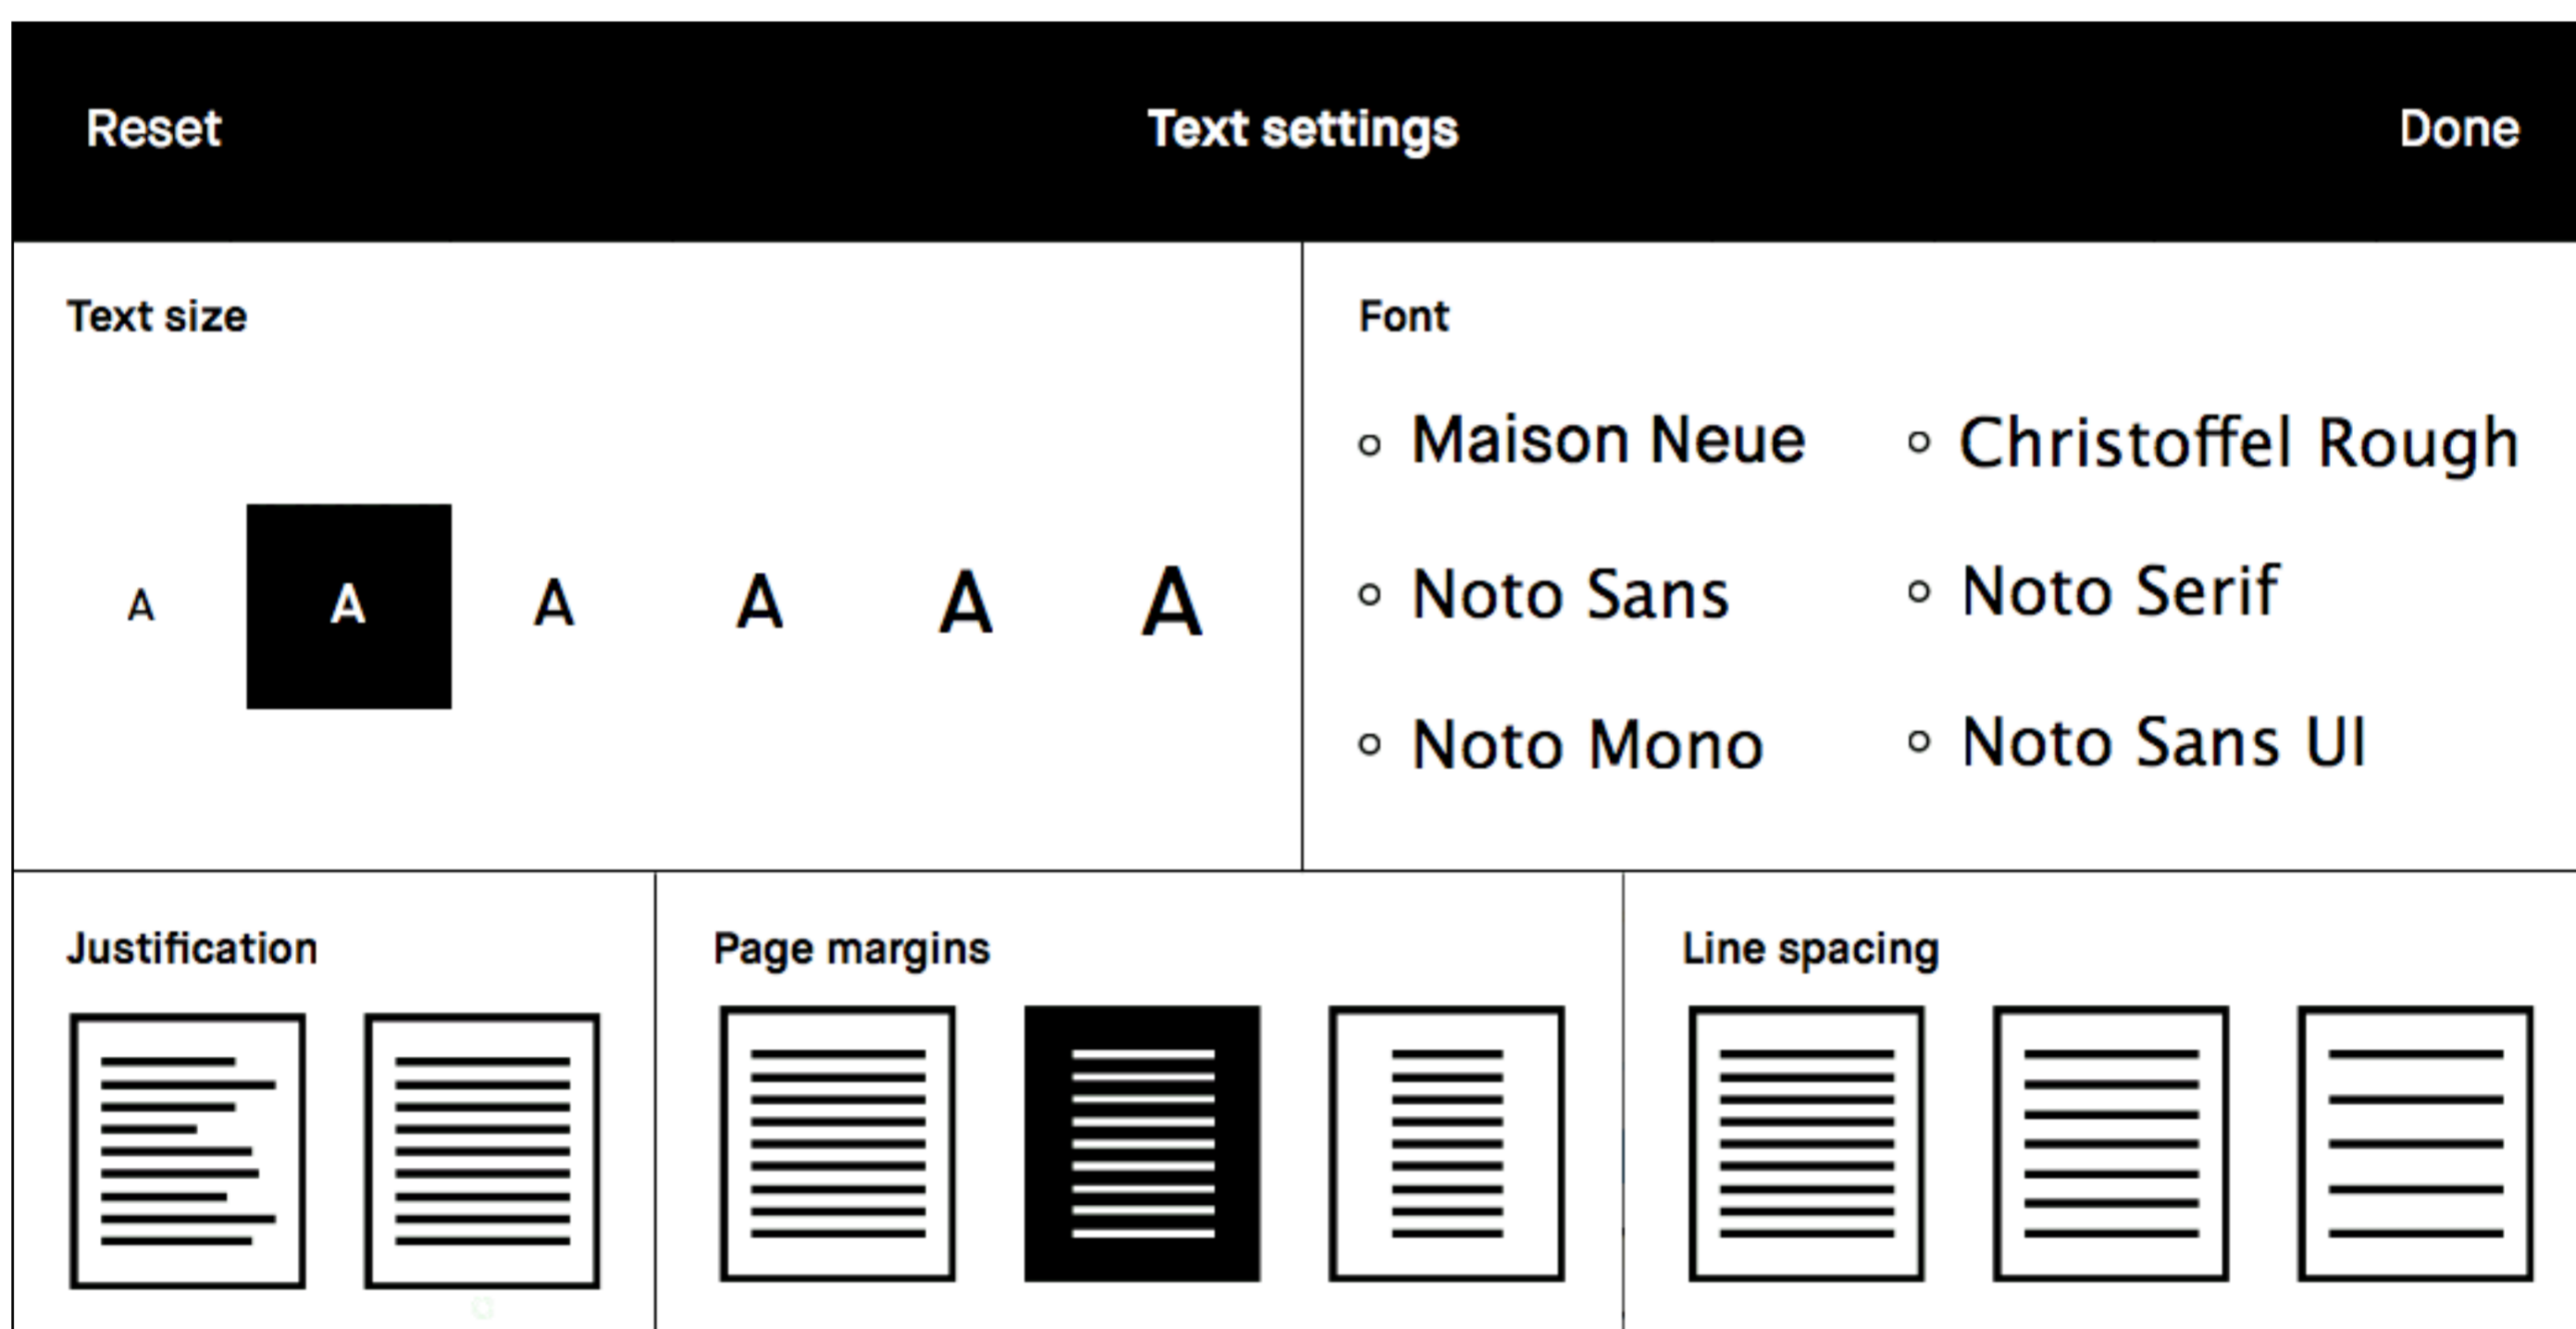 Reset Text settings Done
Text size
A A A A A A
Font
Maison Neue Christoffel Rough
Noto Sans Noto Serif
Noto Mono Noto Sans UI
Justification Page margins Line spacing